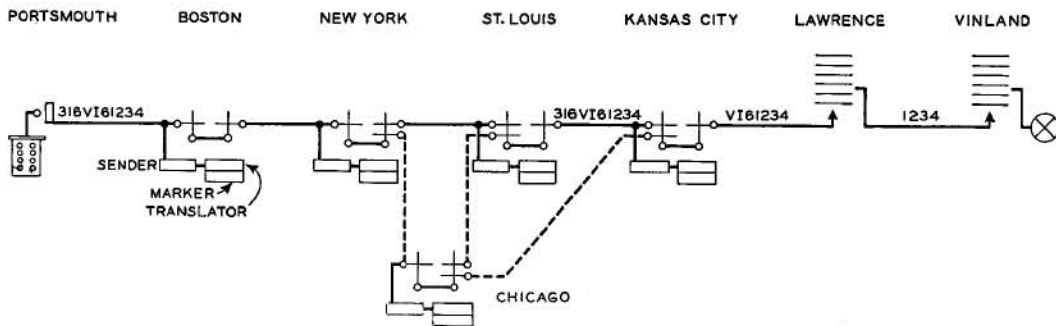 PORTSMOUTH BOSTON NEW YORK ST. LOUIS KANSAS CITY LAWRENCE VINLAND
316VI61234 316VI61234 VI61234 1234
SENDER
MARKER
TRANSLATOR
CHICAGO